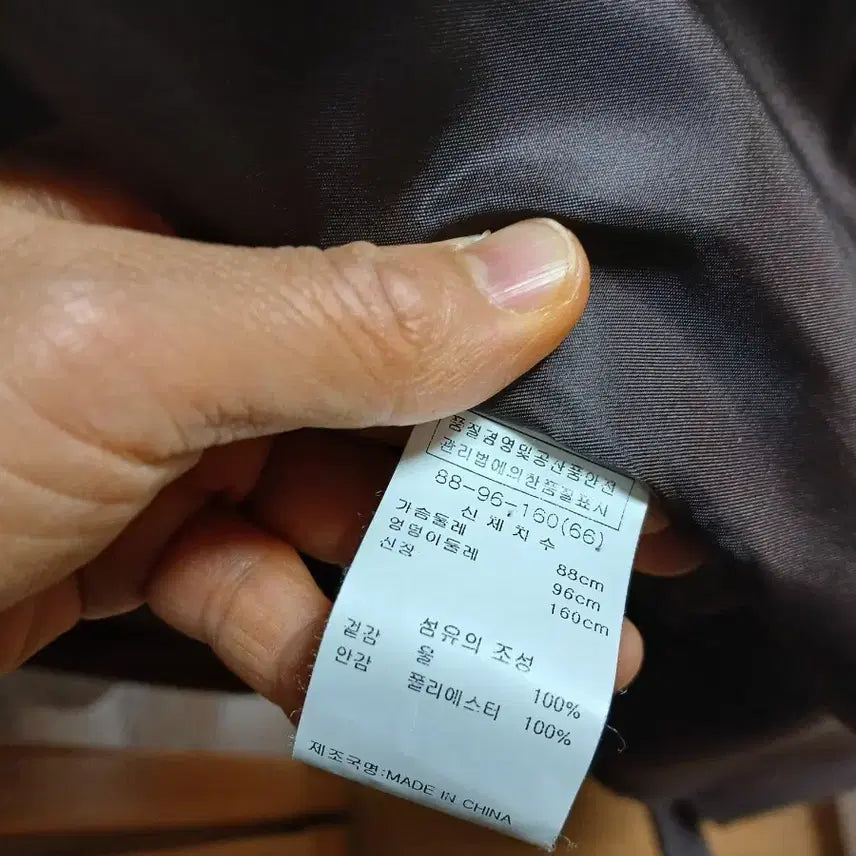 품질경영및공산품안전
관리법에의한품질표시
88-96-160(66)
신 체 치 수
가슴둘레 88cm
엉덩이둘레 96cm
신장 160cm
섬유의 조성
겉감 울 100%
안감 폴리에스터 100%
제조국명:MADE IN CHINA